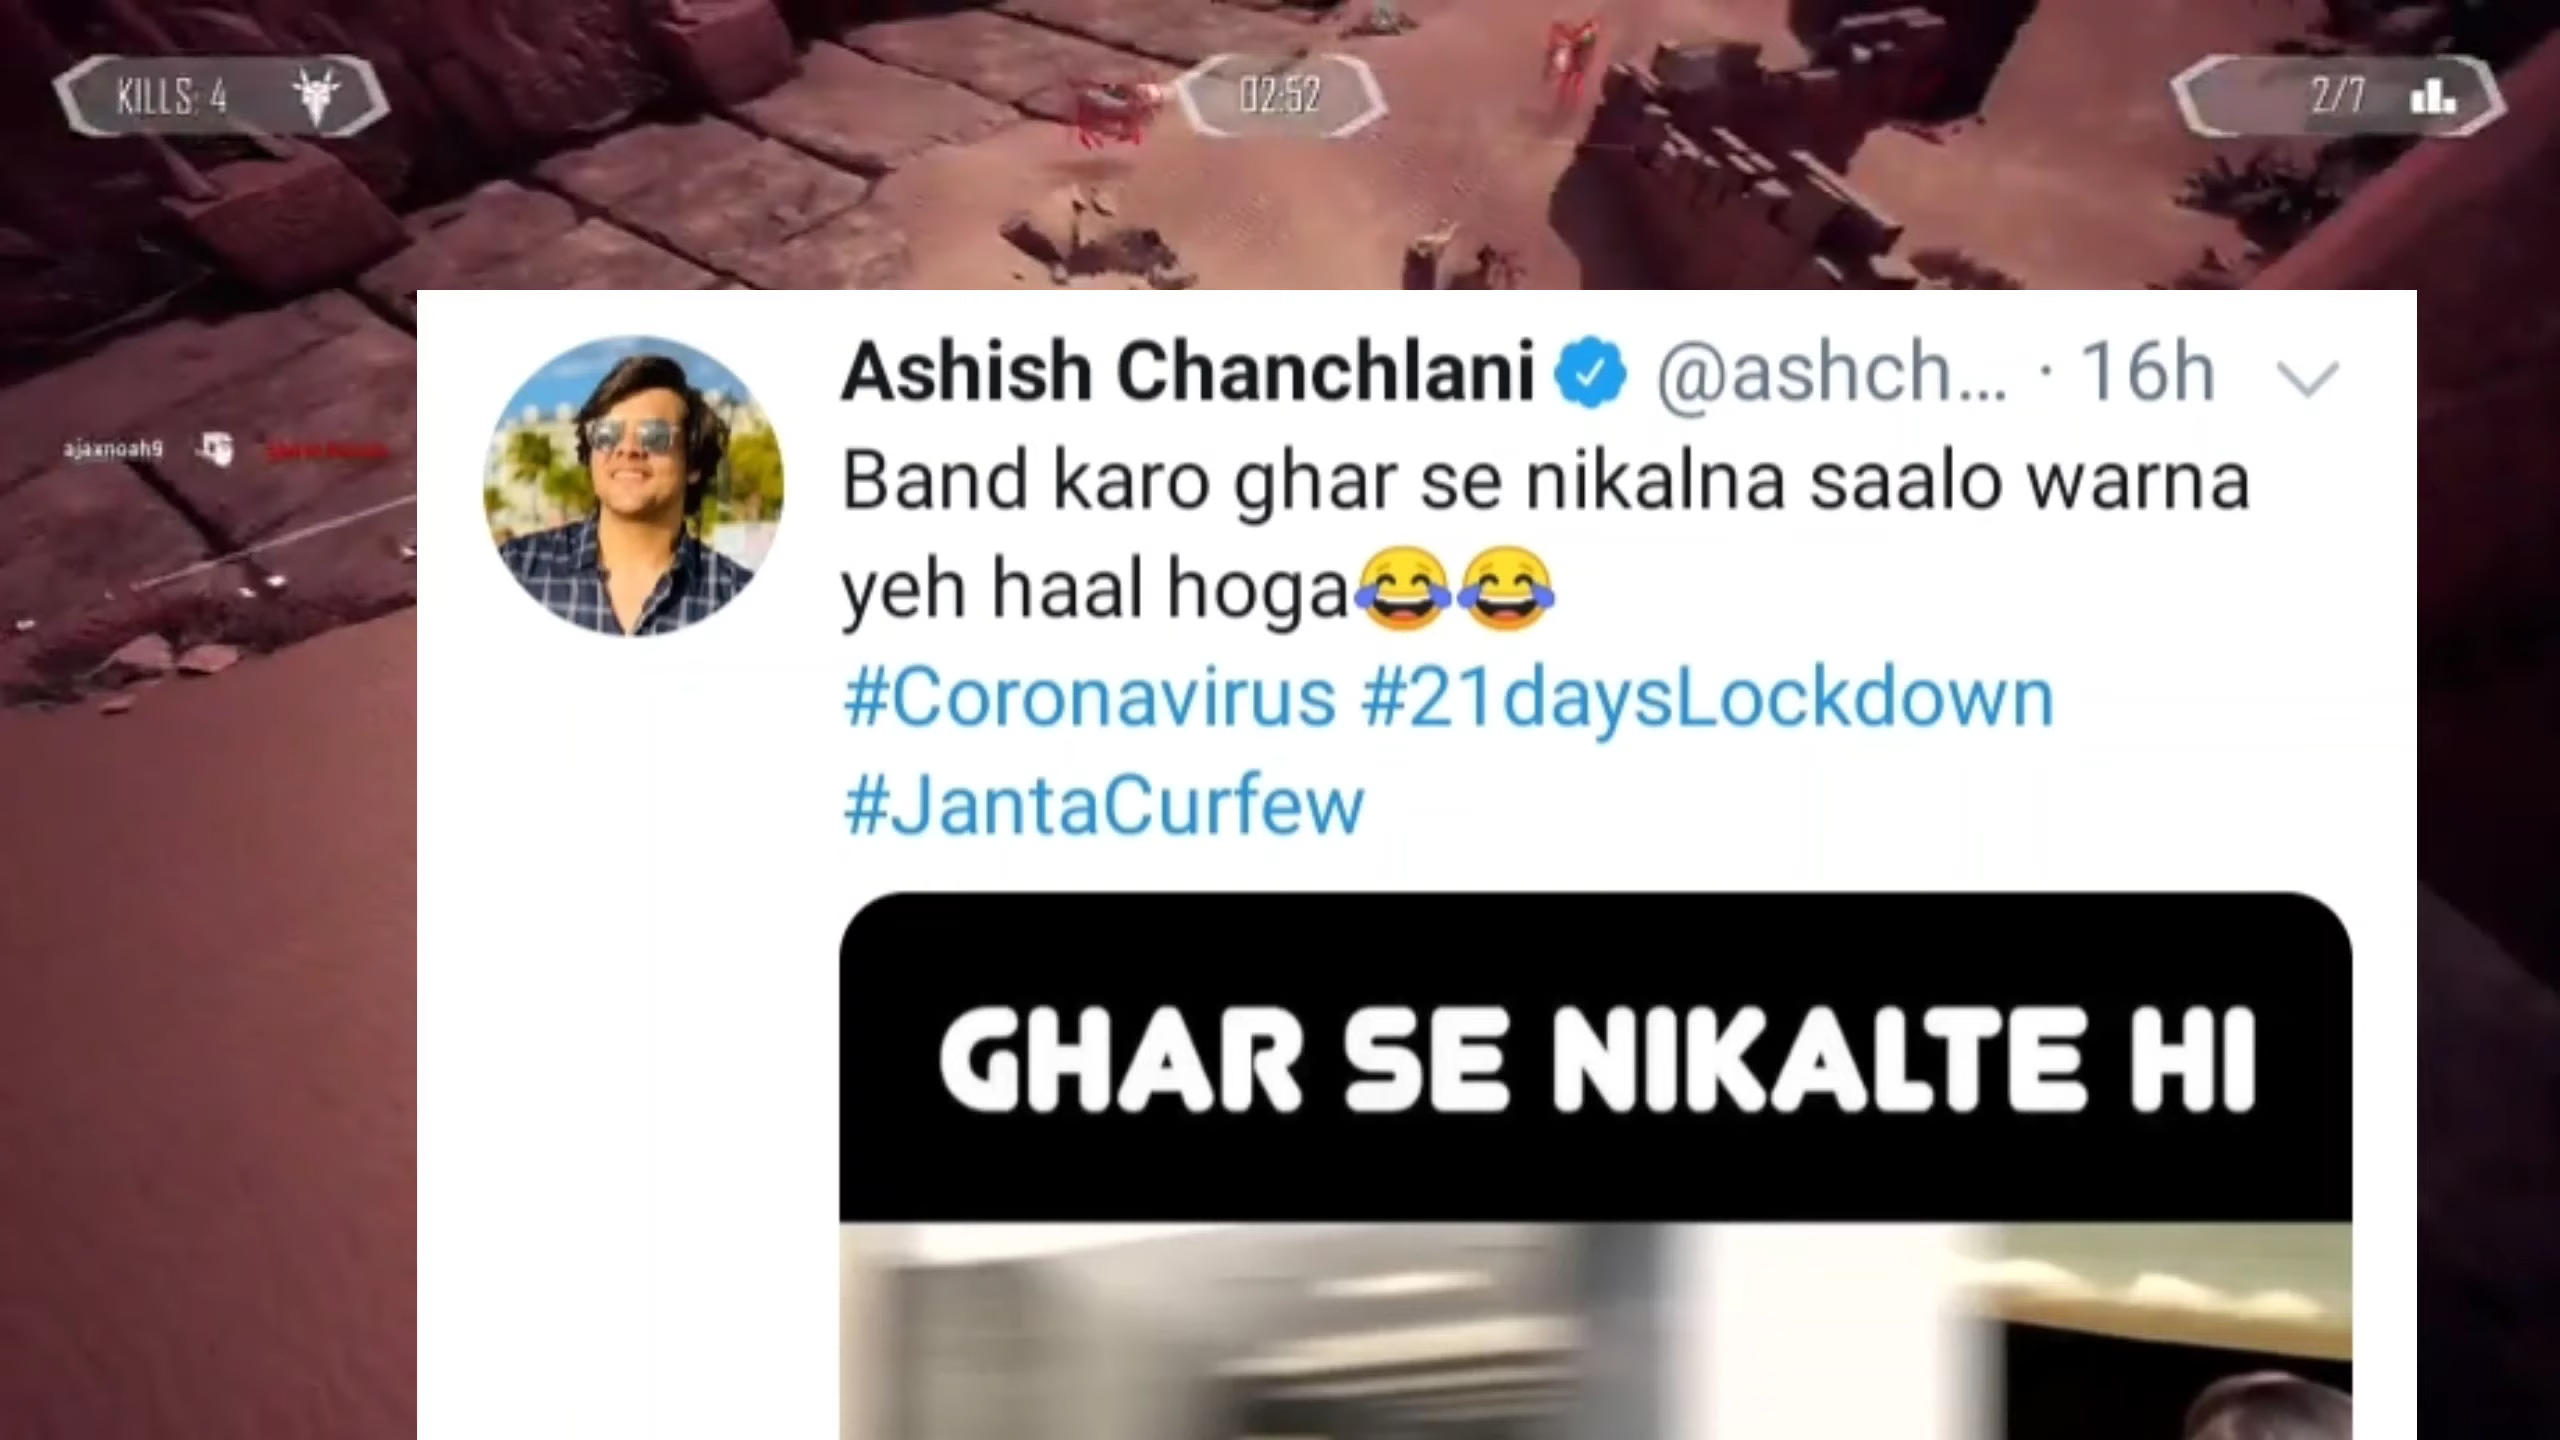 KILLS: 4
02:52
2/7
ajaxnoah9
Ashish Chanchlani @ashch... · 16h
Band karo ghar se nikalna saalo warna
yeh haal hoga😂😂
#Coronavirus #21daysLockdown
#JantaCurfew
GHAR SE NIKALTE HI